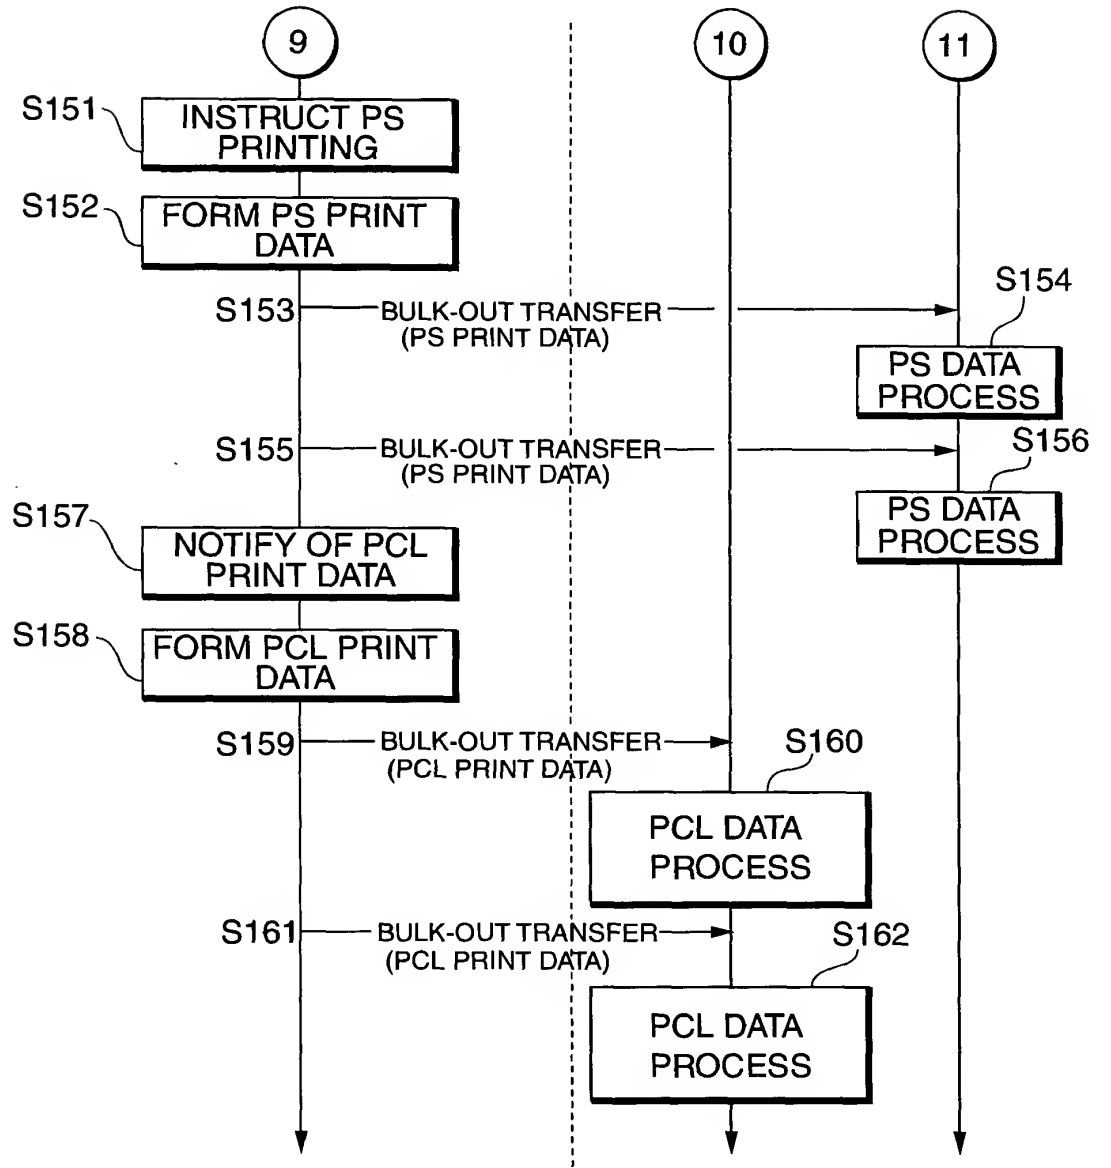 9
10
11
S151
INSTRUCT PS
PRINTING
S152
FORM PS PRINT
DATA
S153
BULK-OUT TRANSFER
(PS PRINT DATA)
S154
PS DATA
PROCESS
S155
BULK-OUT TRANSFER
(PS PRINT DATA)
S156
PS DATA
PROCESS
S157
NOTIFY OF PCL
PRINT DATA
S158
FORM PCL PRINT
DATA
S159
BULK-OUT TRANSFER
(PCL PRINT DATA)
S160
PCL DATA
PROCESS
S161
BULK-OUT TRANSFER
(PCL PRINT DATA)
S162
PCL DATA
PROCESS